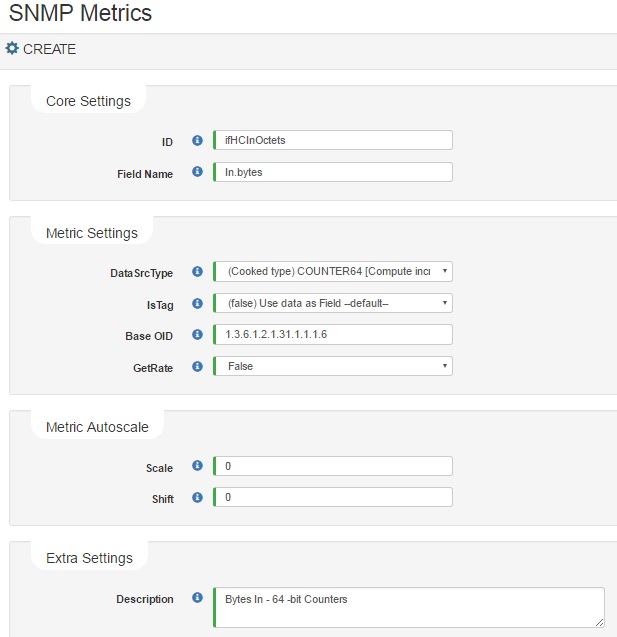 SNMP Metrics
CREATE
Core Settings
ID ifHCInOctets
Field Name In.bytes
Metric Settings
DataSrcType (Cooked type) COUNTER64 [Compute incr
IsTag (false) Use data as Field --default--
Base OID 1.3.6.1.2.1.31.1.1.1.6
GetRate False
Metric Autoscale
Scale 0
Shift 0
Extra Settings
Description Bytes In - 64 -bit Counters